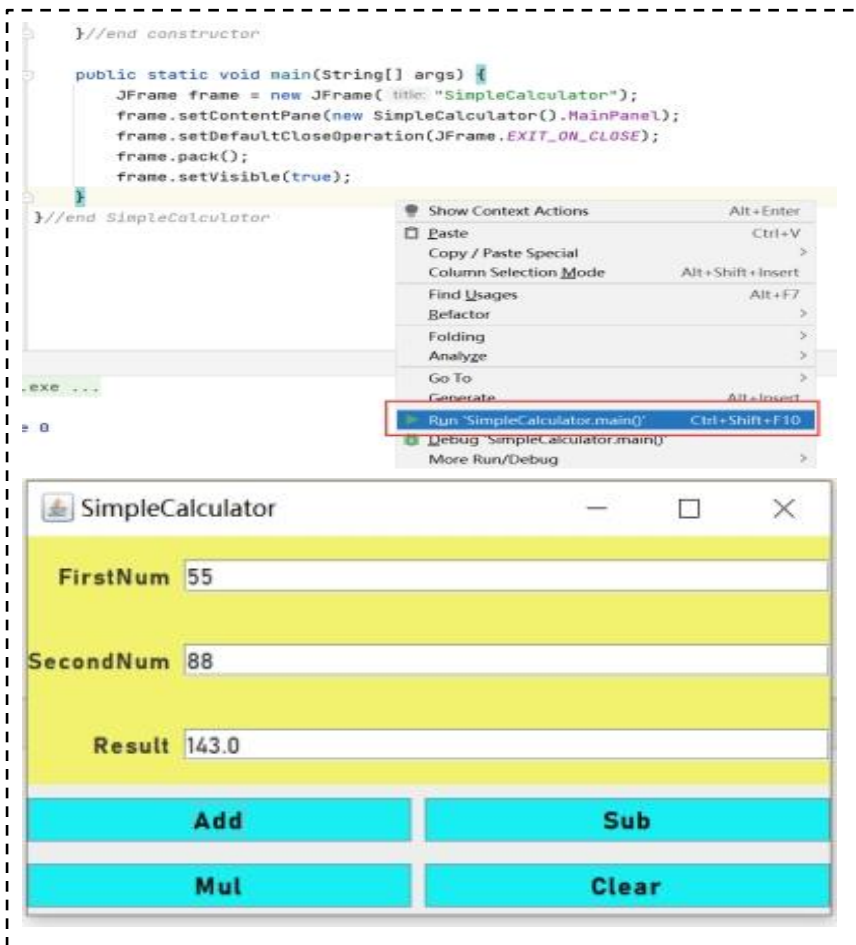 }//end constructor
public static void main(String[] args) {
JFrame frame = new JFrame( title: "SimpleCalculator");
frame.setContentPane(new SimpleCalculator().MainPanel);
frame.setDefaultCloseOperation(JFrame.EXIT_ON_CLOSE);
frame.pack();
frame.setVisible(true);
}
}//end SimpleCalculator
Show Context Actions Alt+Enter
Paste Ctrl+V
Copy / Paste Special >
Column Selection Mode Alt+Shift+Insert
Find Usages Alt+F7
Refactor >
Folding >
Analyze >
Go To >
Generate... Alt+Insert
.exe ...
Run 'SimpleCalculator.main()' Ctrl+Shift+F10
e 0
Debug 'SimpleCalculator.main()'
More Run/Debug >
SimpleCalculator
FirstNum 55
SecondNum 88
Result 143.0
Add Sub
Mul Clear